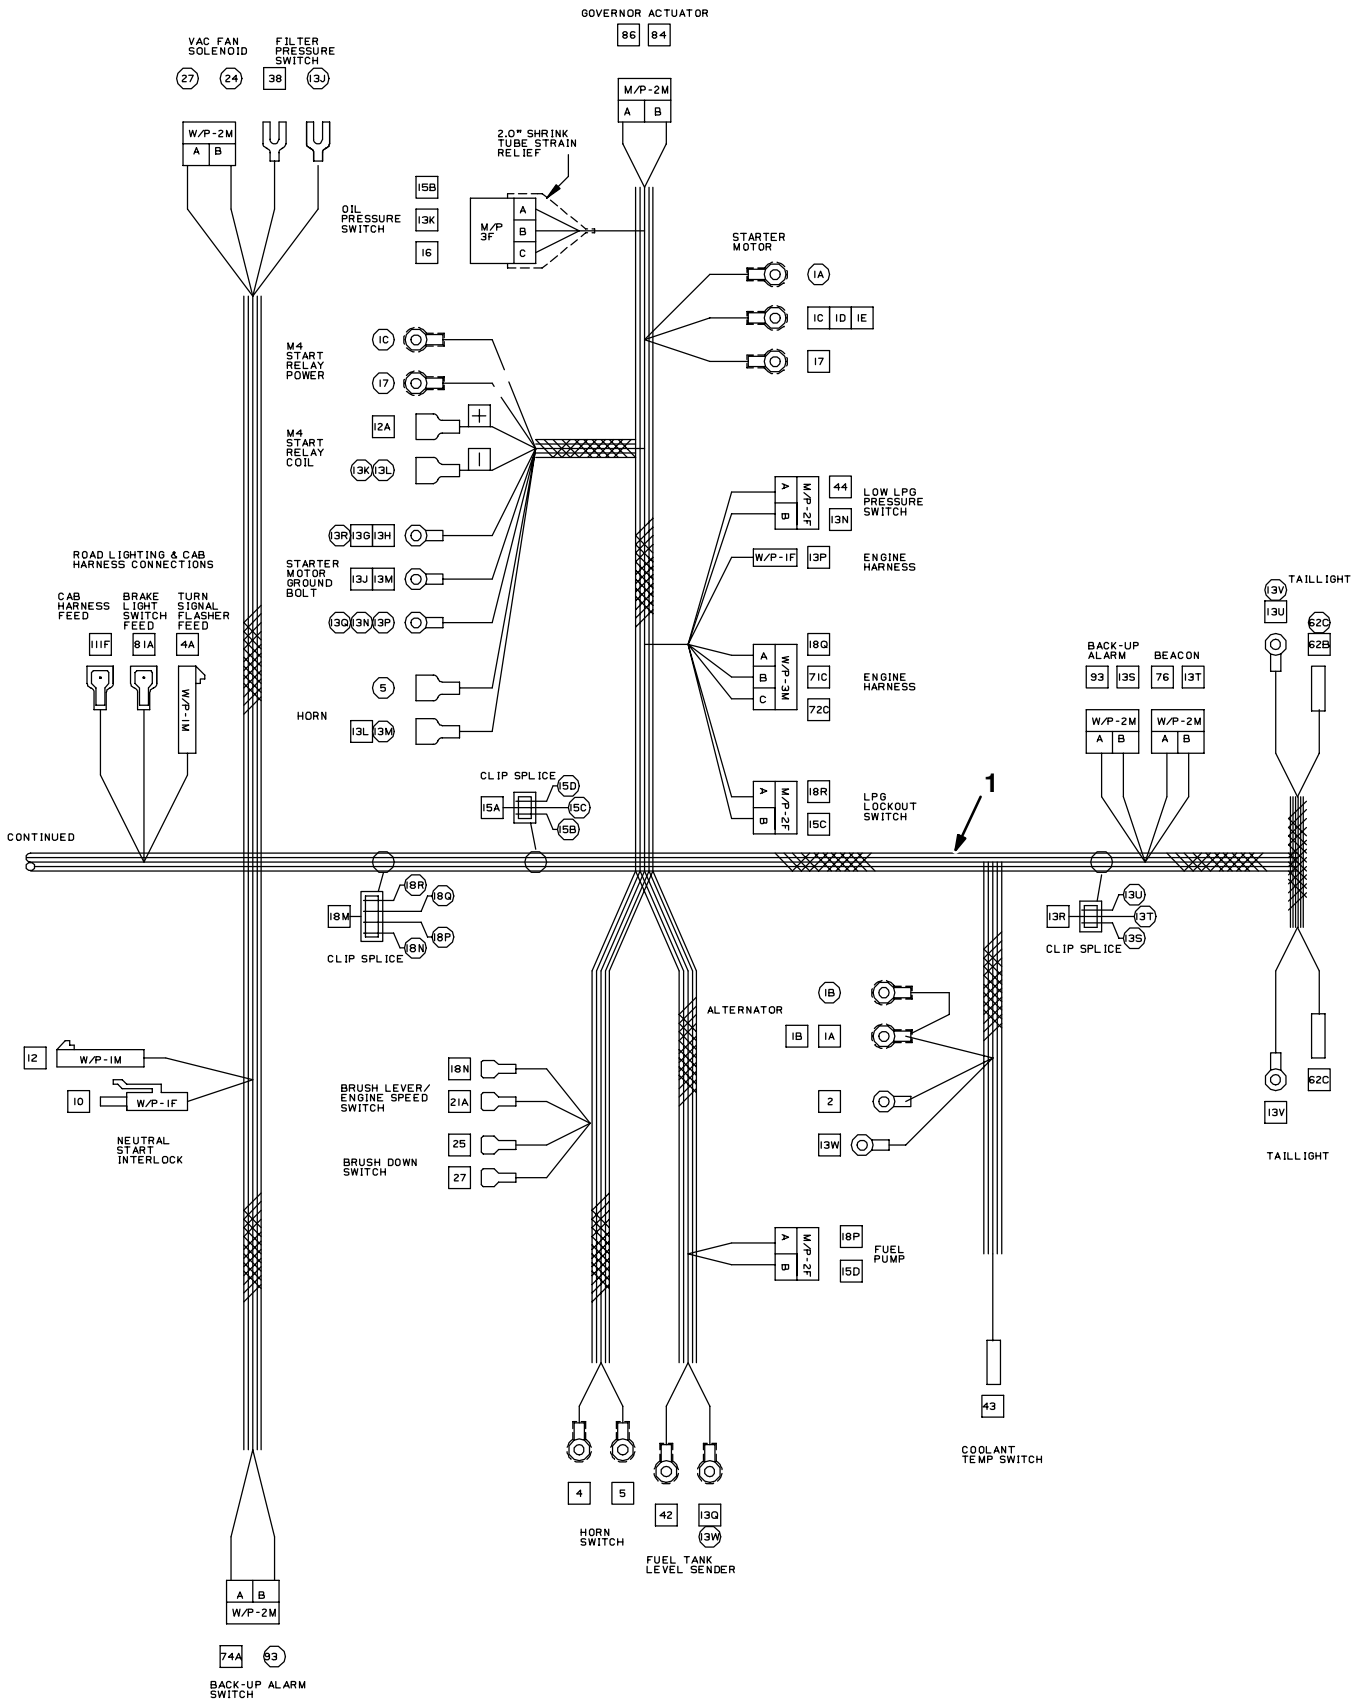 GOVERNOR ACTUATOR
86 84
M/P-2M
A B
VAC FAN
SOLENOID
27 24
FILTER
PRESSURE
SWITCH
38 13J
W/P-2M
A B
2.0" SHRINK
TUBE STRAIN
RELIEF
OIL
PRESSURE
SWITCH
15B
13K
16
M/P
3F
A
B
C
STARTER
MOTOR
1A
1C 1D 1E
17
M4
START
RELAY
POWER
1C
17
M4
START
RELAY
COIL
12A
+
13K 13L
-
13R 13G 13H
STARTER
MOTOR
GROUND
BOLT
13J 13M
13Q 13N 13P
HORN
5
13L 13M
A
B
M/P-2F
44
13N
LOW LPG
PRESSURE
SWITCH
W/P-1F
13P
ENGINE
HARNESS
A
B
C
W/P-3M
18Q
71C
72C
ENGINE
HARNESS
A
B
M/P-2F
18R
15C
LPG
LOCKOUT
SWITCH
ROAD LIGHTING & CAB
HARNESS CONNECTIONS
CAB
HARNESS
FEED
BRAKE
LIGHT
SWITCH
FEED
TURN
SIGNAL
FLASHER
FEED
111F 81A 4A
W/P-1M
CONTINUED
CLIP SPLICE
15A
15D
15C
15B
1
18M
18R
18Q
18P
18N
CLIP SPLICE
BACK-UP
ALARM
BEACON
93 13S 76 13T
W/P-2M
A B
W/P-2M
A B
TAILLIGHT
13V
13U
62C
62B
13R
13U
13T
13S
CLIP SPLICE
13V
62C
TAILLIGHT
12
W/P-1M
10
W/P-1F
NEUTRAL
START
INTERLOCK
ALTERNATOR
1B
1B 1A
2
13W
BRUSH LEVER/
ENGINE SPEED
SWITCH
18N
21A
BRUSH DOWN
SWITCH
25
27
A
B
M/P-2F
18P
15D
FUEL
PUMP
43
COOLANT
TEMP SWITCH
4 5
HORN
SWITCH
42
13Q
13W
FUEL TANK
LEVEL SENDER
A B
W/P-2M
74A 93
BACK-UP ALARM
SWITCH